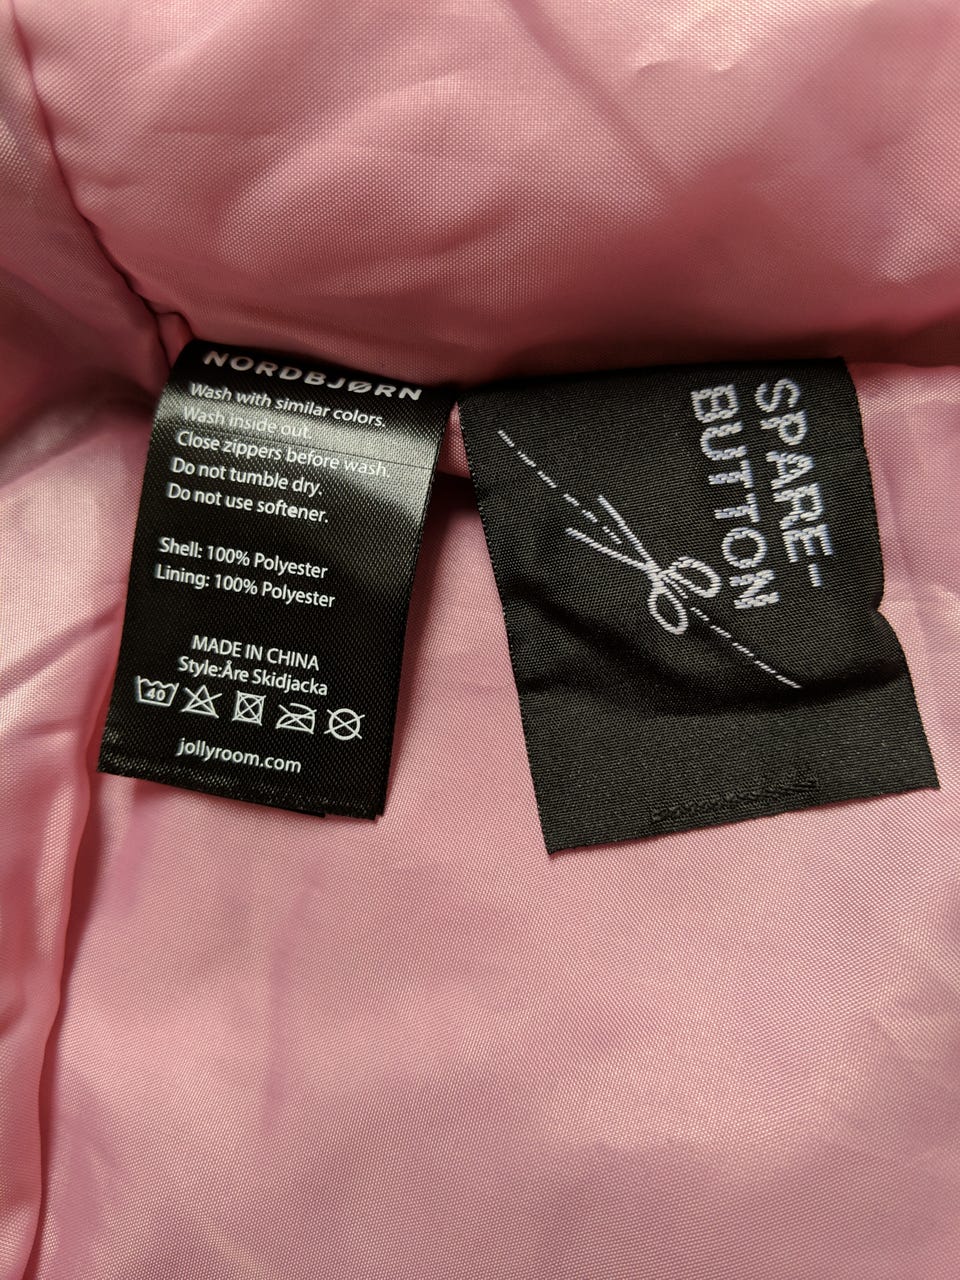 NORDBJØRN
Wash with similar colors.
Wash inside out.
Close zippers before wash.
Do not tumble dry.
Do not use softener.
Shell: 100% Polyester
Lining: 100% Polyester
MADE IN CHINA
Style:Åre Skidjacka
40
jollyroom.com
SPARE-
BUTTON